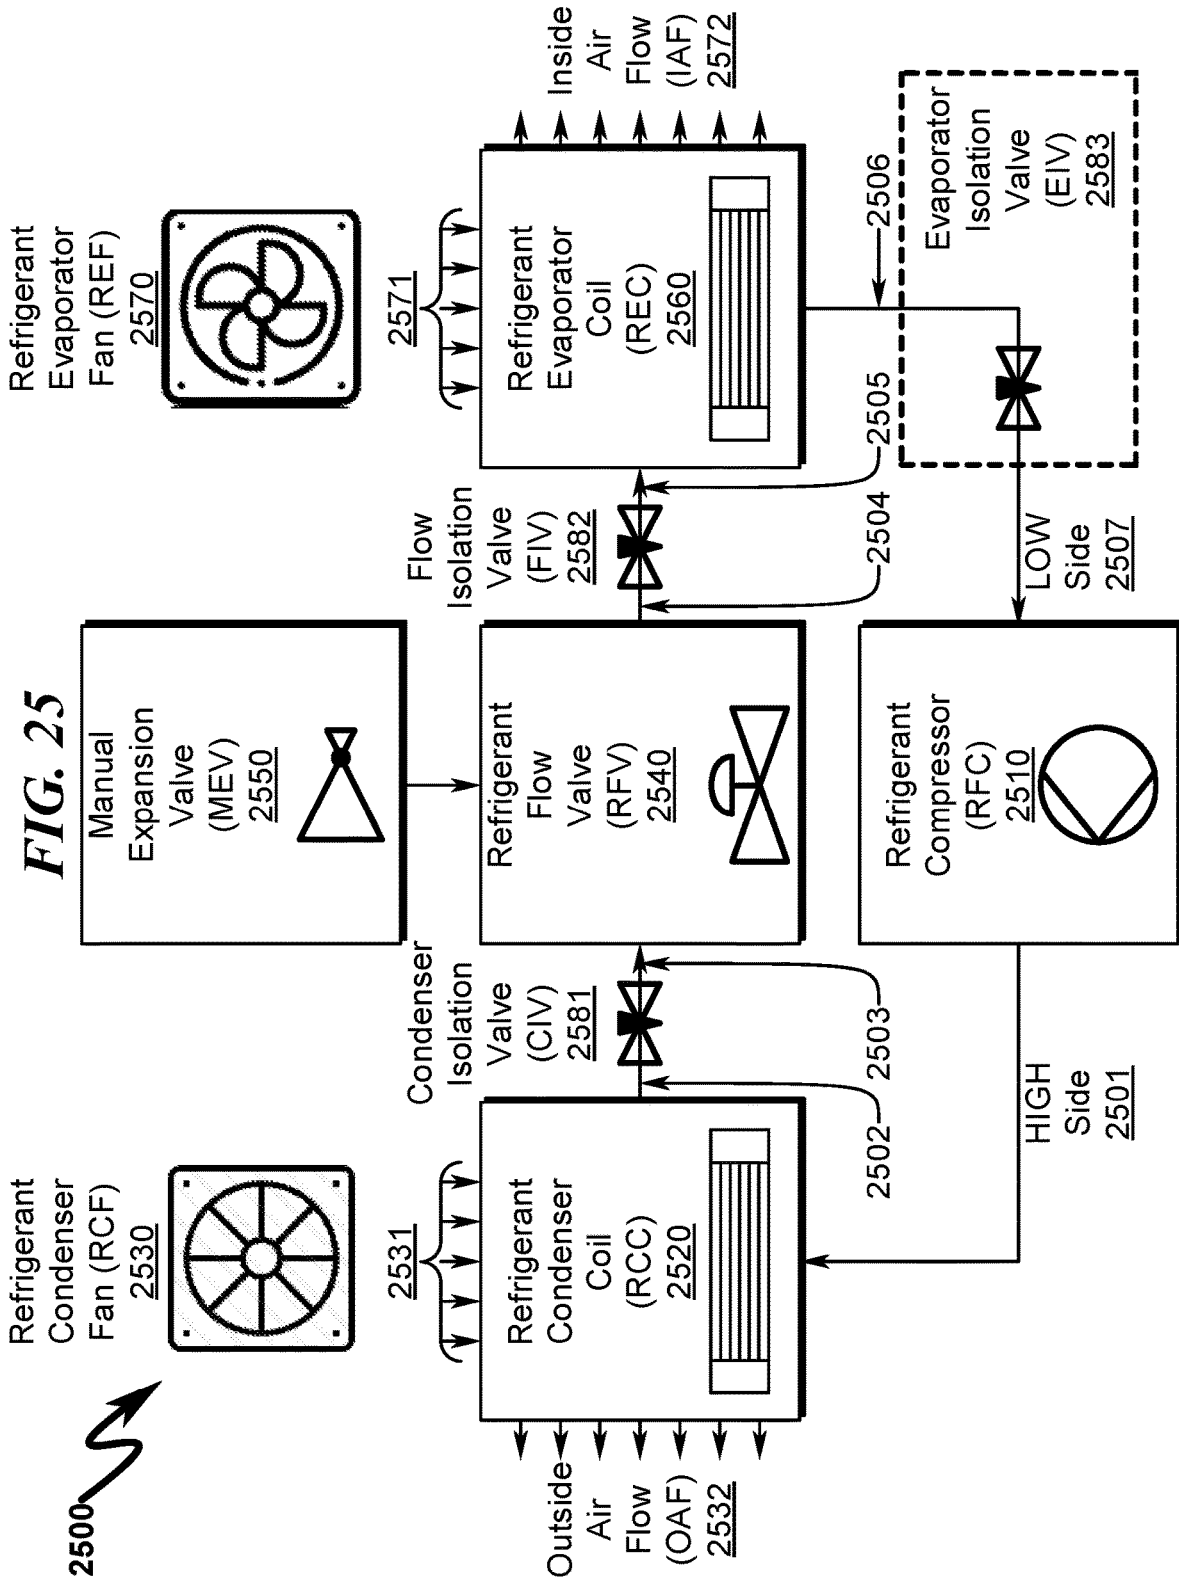 FIG. 25
2500
Refrigerant
Condenser
Fan (RCF)
2530
Refrigerant
Evaporator
Fan (REF)
2570
Manual
Expansion
Valve
(MEV)
2550
2531
2571
Condenser
Isolation
Valve
(CIV)
2581
Flow
Isolation
Valve
(FIV)
2582
Outside
Air
Flow
(OAF)
2532
Refrigerant
Condenser
Coil
(RCC)
2520
Refrigerant
Flow
Valve
(RFV)
2540
Refrigerant
Evaporator
Coil
(REC)
2560
Inside
Air
Flow
(IAF)
2572
2502
2503
2504
2505
2506
HIGH
Side
2501
Refrigerant
Compressor
(RFC)
2510
LOW
Side
2507
Evaporator
Isolation
Valve
(EIV)
2583